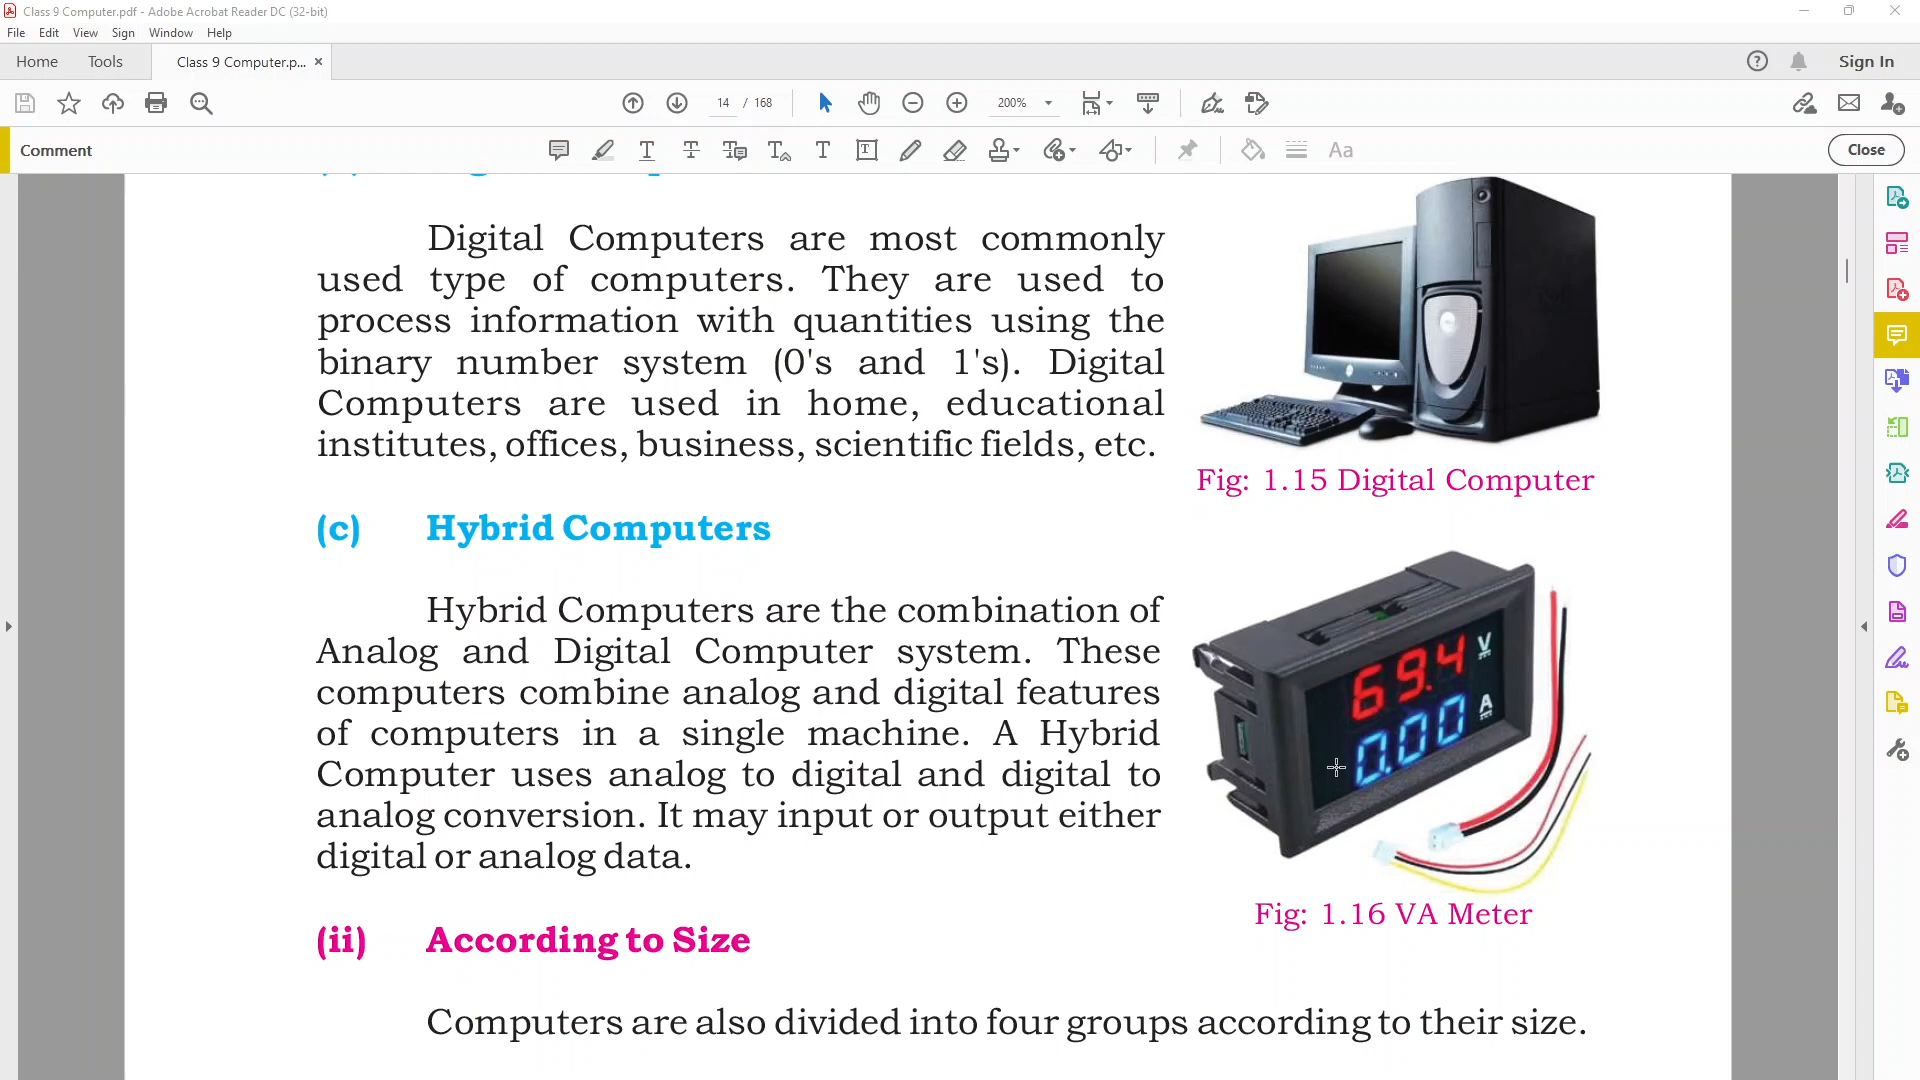 Class 9 Computer.pdf - Adobe Acrobat Reader DC (32-bit)
File Edit View Sign Window Help
Home Tools Class 9 Computer.p... × Sign In
14 / 168 200%
Comment Close
Digital Computers are most commonly
used type of computers. They are used to
process information with quantities using the
binary number system (0's and 1's). Digital
Computers are used in home, educational
institutes, offices, business, scientific fields, etc.
Fig: 1.15 Digital Computer
(c) Hybrid Computers
Hybrid Computers are the combination of
Analog and Digital Computer system. These
computers combine analog and digital features
of computers in a single machine. A Hybrid
Computer uses analog to digital and digital to
analog conversion. It may input or output either
digital or analog data.
69.4 V
0.00 A
Fig: 1.16 VA Meter
(ii) According to Size
Computers are also divided into four groups according to their size.